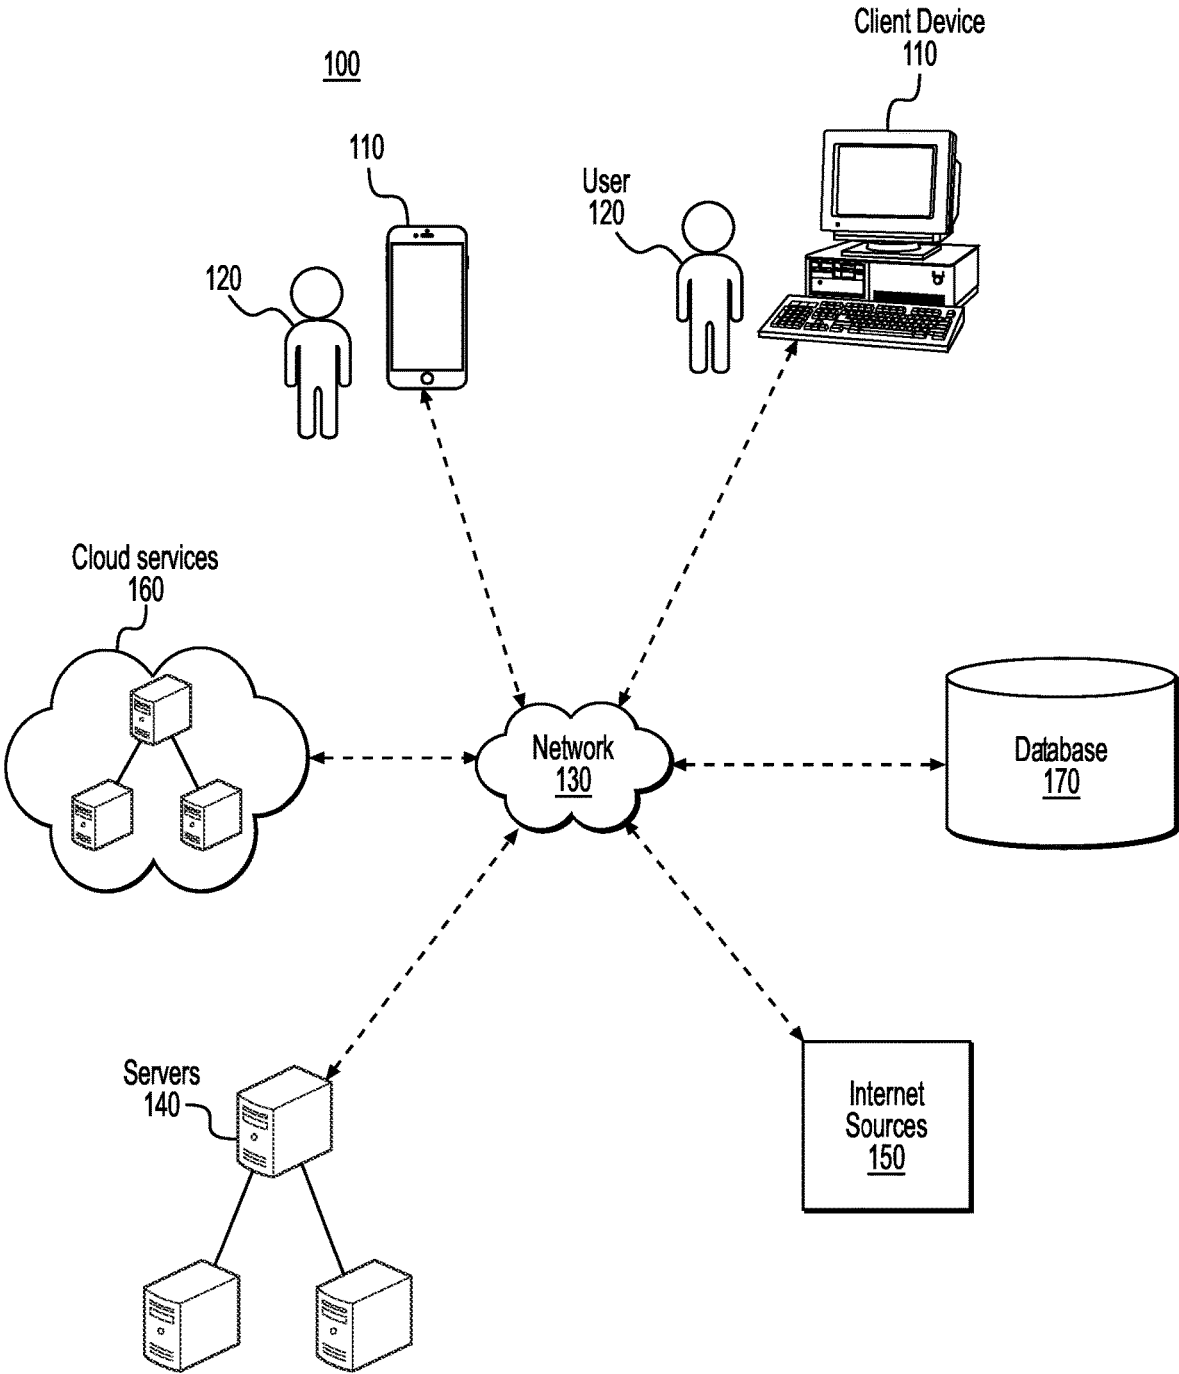 Client Device
110
100
110
User
120
120
Cloud services
160
Network
130
Database
170
Servers
140
Internet
Sources
150